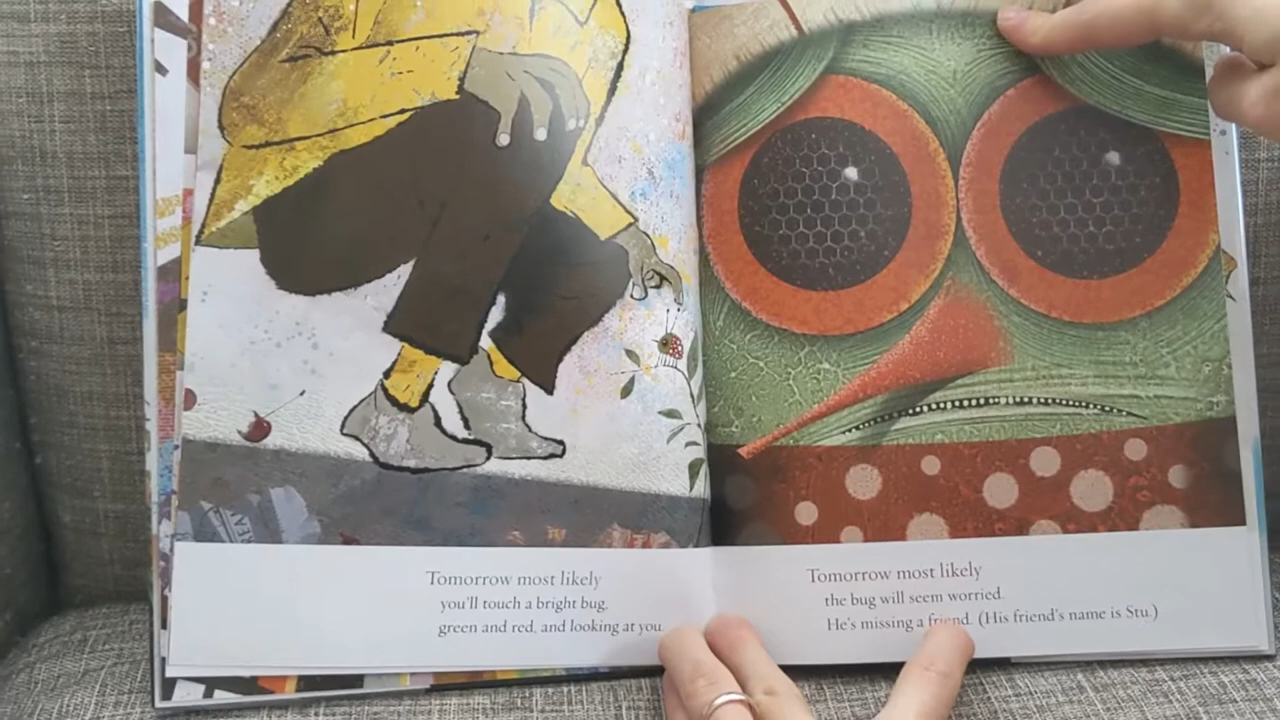 Tomorrow most likely
you'll touch a bright bug,
green and red, and looking at you.
Tomorrow most likely
the bug will seem worried.
He's missing a friend. (His friend's name is Stu.)